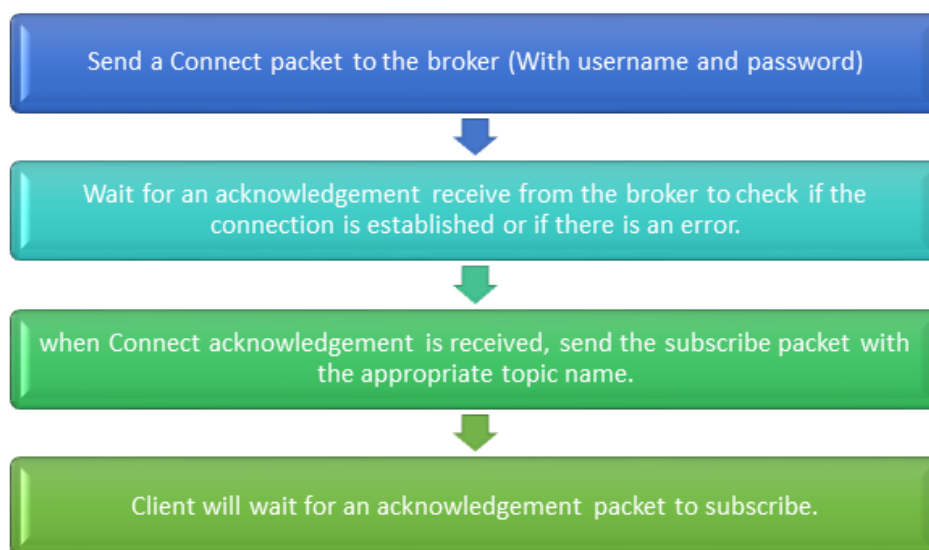 Send a Connect packet to the broker (With username and password)
Wait for an acknowledgement receive from the broker to check if the
connection is established or if there is an error.
when Connect acknowledgement is received, send the subscribe packet with
the appropriate topic name.
Client will wait for an acknowledgement packet to subscribe.